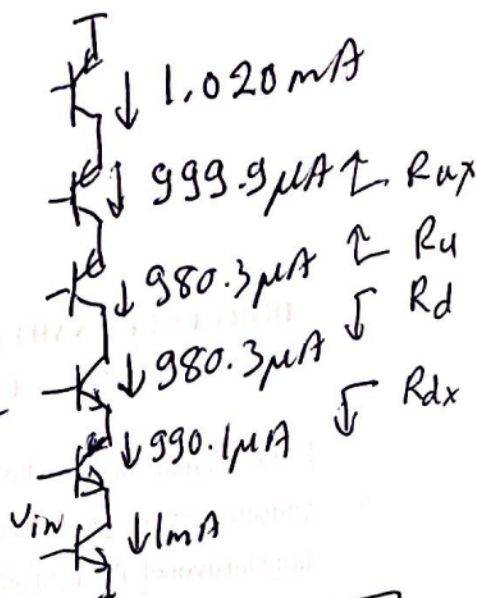 ↓ 1.020mA
↓ 999.9μA ↑ Rux
↓ 980.3μA ↑ Ru
↓ 980.3μA ↓ Rd
↓ 990.1μA ↓ Rdx
Vin ↓ 1mA